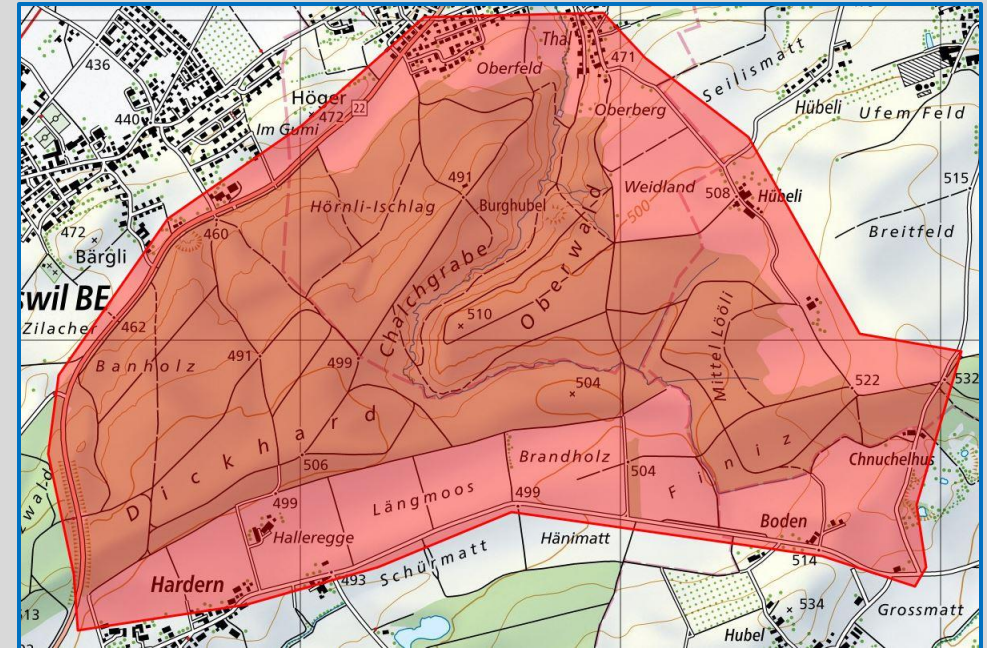 Thal
471
436
Oberfeld
Seilismatt
Höger
22
472
Oberberg
Hübeli
Ufem Feld
440
Im Gumi
491
Weidland
508
Hübeli
515
Hörnli-Ischlag
Burghubel
500
472
460
Breitfeld
Bärgli
Chalchgrabe
Oberwald
swil BE
510
Zilacher
462
Mittel Lööli
Banholz
491
499
504
522
532
Dickhard
506
Brandholz
504
Finiz
Chnuchelhus
zwald
499
Längmoos
499
Halleregge
Boden
Hänimatt
514
Schürmatt
Hardern
493
513
534
Grossmatt
Hubel